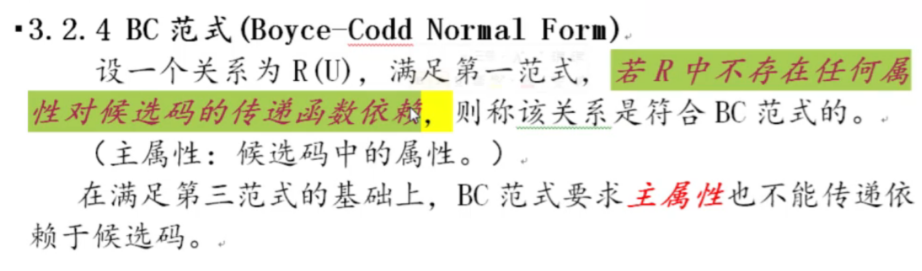 ▪3.2.4 BC 范式(Boyce-Codd Normal Form).
设一个关系为 R(U), 满足第一范式, 若 R 中不存在任何属
性对候选码的传递函数依赖, 则称该关系是符合 BC 范式的。
(主属性: 候选码中的属性。)
在满足第三范式的基础上, BC 范式要求主属性也不能传递依
赖于候选码。